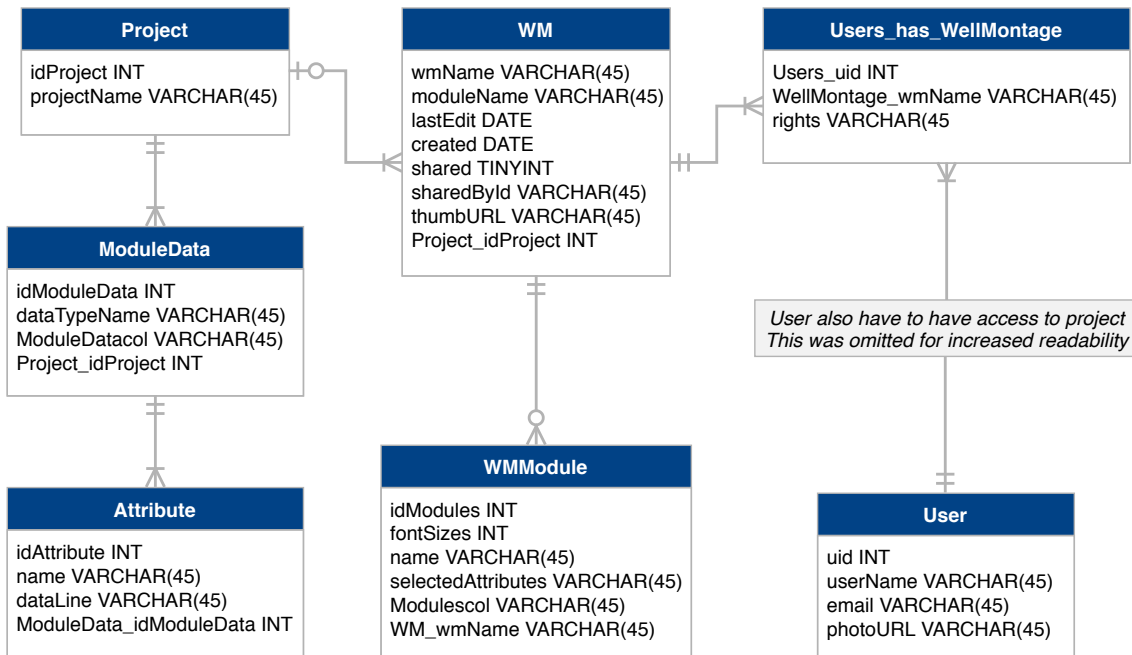 Project
idProject INT
projectName VARCHAR(45)
WM
wmName VARCHAR(45)
moduleName VARCHAR(45)
lastEdit DATE
created DATE
shared TINYINT
sharedById VARCHAR(45)
thumbURL VARCHAR(45)
Project_idProject INT
Users_has_WellMontage
Users_uid INT
WellMontage_wmName VARCHAR(45)
rights VARCHAR(45
ModuleData
idModuleData INT
dataTypeName VARCHAR(45)
ModuleDatacol VARCHAR(45)
Project_idProject INT
User also have to have access to project
This was omitted for increased readability
Attribute
idAttribute INT
name VARCHAR(45)
dataLine VARCHAR(45)
ModuleData_idModuleData INT
WMModule
idModules INT
fontSizes INT
name VARCHAR(45)
selectedAttributes VARCHAR(45)
Modulescol VARCHAR(45)
WM_wmName VARCHAR(45)
User
uid INT
userName VARCHAR(45)
email VARCHAR(45)
photoURL VARCHAR(45)